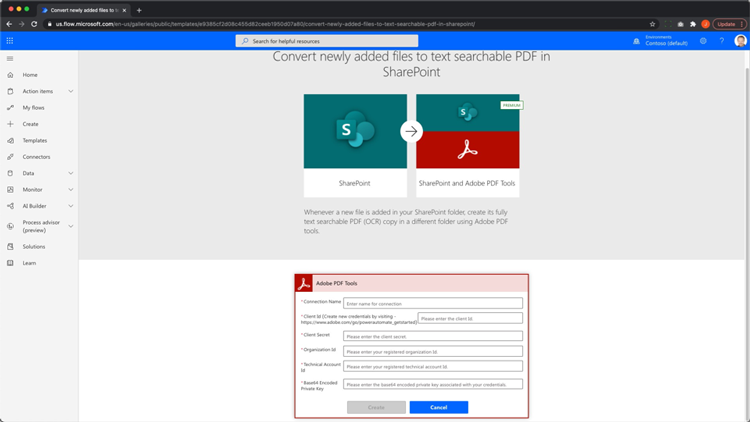 Convert newly added files to te
us.flow.microsoft.com/en-us/galleries/public/templates/e9385cf2d08c455d82ceeb1950d07a80/convert-newly-added-files-to-text-searchable-pdf-in-sharepoint/
Update
Search for helpful resources
Environments
Contoso (default)
Home
Action items
My flows
Create
Templates
Connectors
Data
Monitor
AI Builder
Process advisor
(preview)
Solutions
Learn
Convert newly added files to text searchable PDF in
SharePoint
PREMIUM
SharePoint
SharePoint and Adobe PDF Tools
Whenever a new file is added in your SharePoint folder, create its fully
text searchable PDF (OCR) copy in a different folder using Adobe PDF
tools.
Adobe PDF Tools
*Connection Name
Enter name for connection
*Client Id (Create new credentials by visiting -
https://www.adobe.com/go/powerautomate_getstarted)
Please enter the client Id.
*Client Secret
Please enter the client secret
*Organization Id
Please enter your registered organization Id.
*Technical Account
Id
Please enter your registered technical account Id.
*Base64 Encoded
Private Key
Please enter the base64 encoded private key associated with your credentials.
Create
Cancel